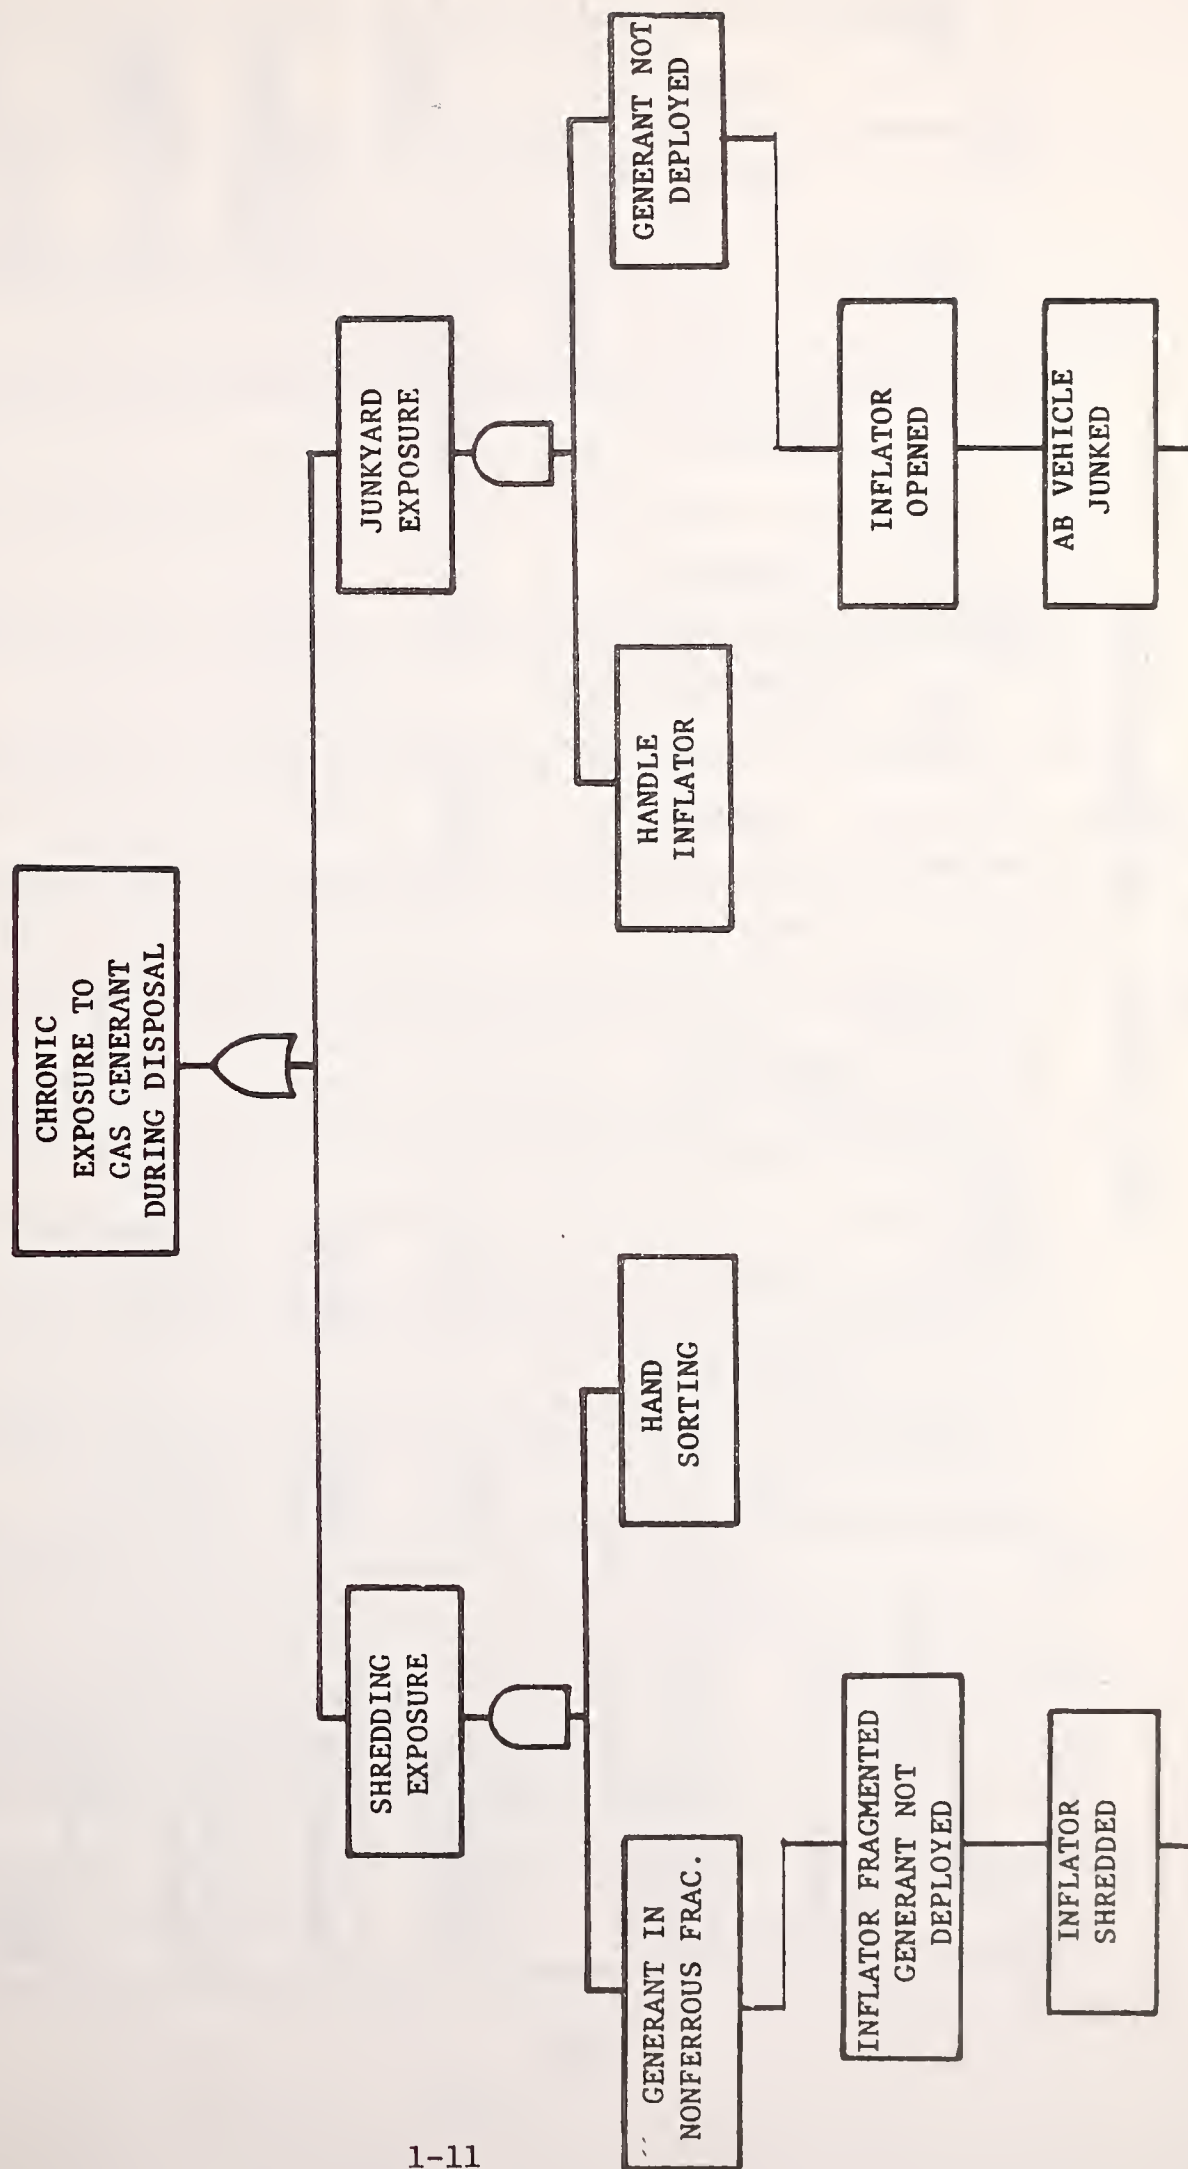 CHRONIC
EXPOSURE TO
GAS GENERANT
DURING DISPOSAL
SHREDDING
EXPOSURE
JUNKYARD
EXPOSURE
GENERANT IN
NONFERROUS FRAC.
HAND
SORTING
HANDLE
INFLATOR
GENERANT NOT
DEPLOYED
INFLATOR FRAGMENTED
GENERANT NOT
DEPLOYED
INFLATOR
OPENED
INFLATOR
SHREDDED
AB VEHICLE
JUNKED
1-11